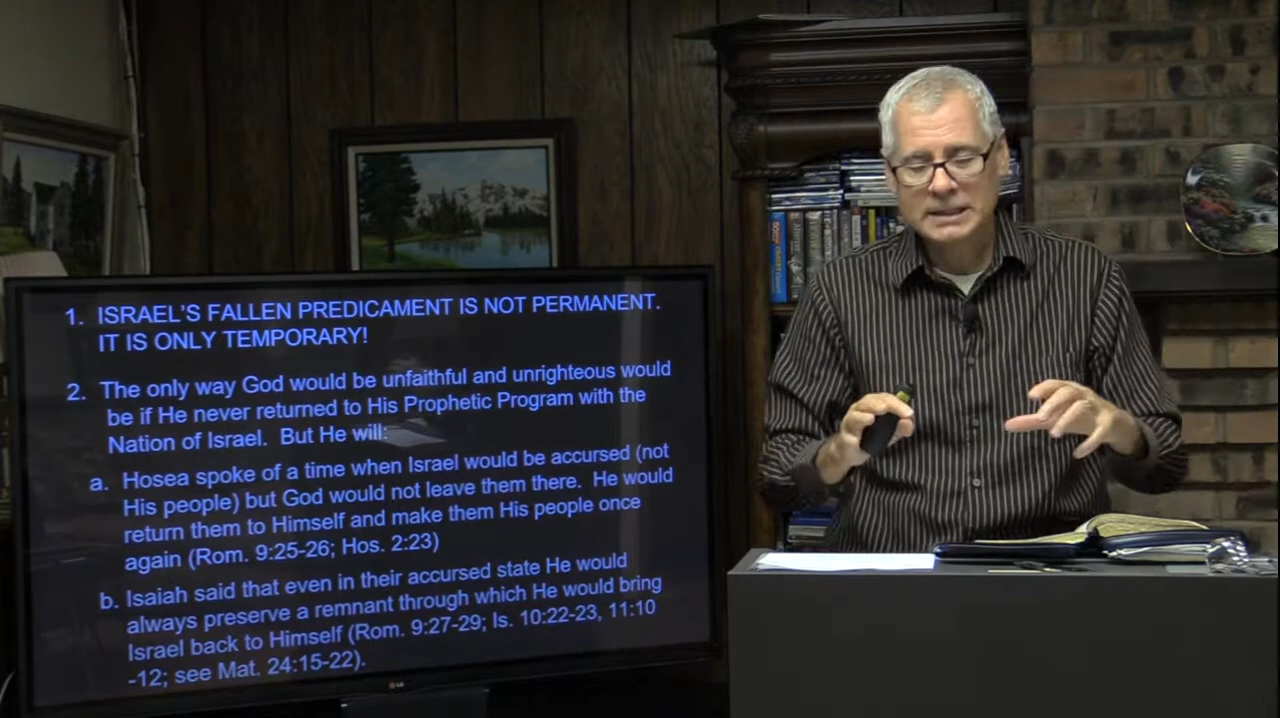 1. ISRAEL'S FALLEN PREDICAMENT IS NOT PERMANENT.
IT IS ONLY TEMPORARY!
2. The only way God would be unfaithful and unrighteous would
be if He never returned to His Prophetic Program with the
Nation of Israel. But He will:
a. Hosea spoke of a time when Israel would be accursed (not
His people) but God would not leave them there. He would
return them to Himself and make them His people once
again (Rom. 9:25-26; Hos. 2:23)
b. Isaiah said that even in their accursed state He would
always preserve a remnant through which He would bring
Israel back to Himself (Rom. 9:27-29; Is. 10:22-23, 11:10
-12; see Mat. 24:15-22).
LG